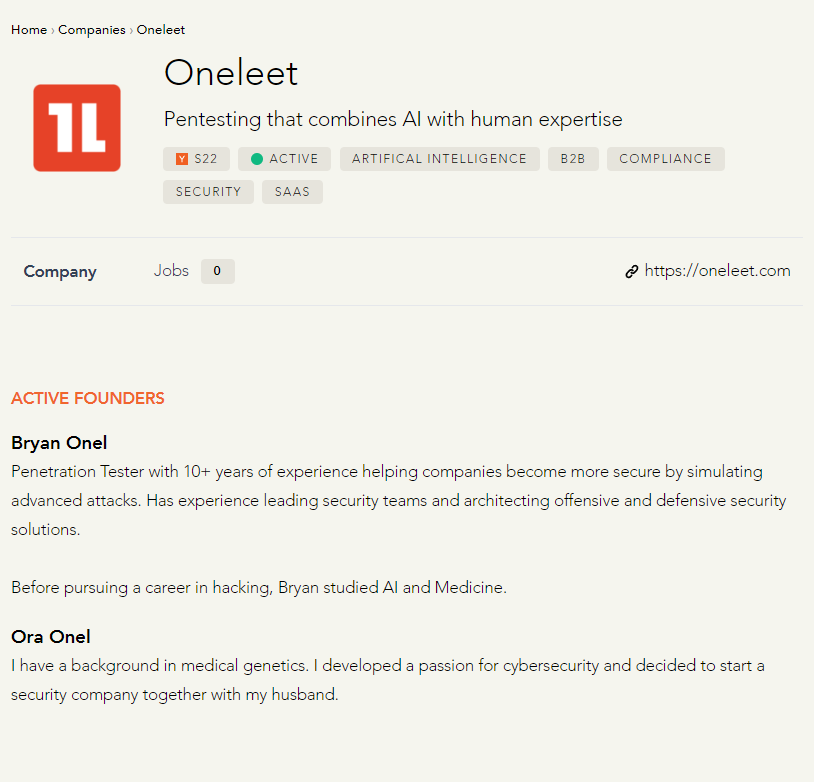 Home › Companies › Oneleet
1L
Oneleet
Pentesting that combines AI with human expertise
Y S22 ACTIVE ARTIFICAL INTELLIGENCE B2B COMPLIANCE
SECURITY SAAS
Company Jobs 0 https://oneleet.com
ACTIVE FOUNDERS
Bryan Onel
Penetration Tester with 10+ years of experience helping companies become more secure by simulating
advanced attacks. Has experience leading security teams and architecting offensive and defensive security
solutions.
Before pursuing a career in hacking, Bryan studied AI and Medicine.
Ora Onel
I have a background in medical genetics. I developed a passion for cybersecurity and decided to start a
security company together with my husband.